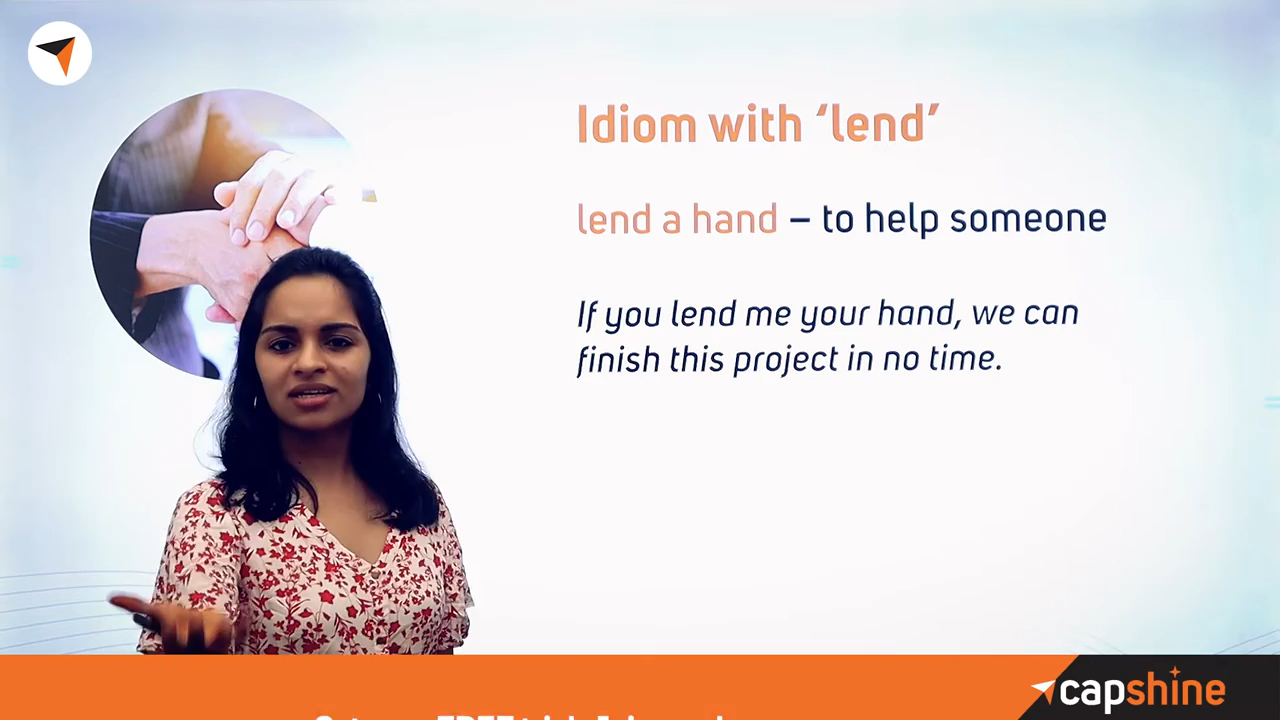 Idiom with ‘lend’
lend a hand – to help someone
If you lend me your hand, we can
finish this project in no time.
capshine